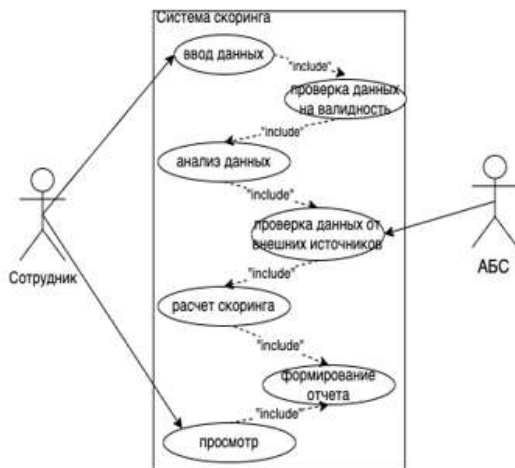 Система скоринга
ввод данных
"include"
проверка данных
на валидность
"include"
анализ данных
"include"
проверка данных от
внешних источников
Сотрудник
АБС
"include"
расчет скоринга
"include"
формирование
отчета
"include"
просмотр